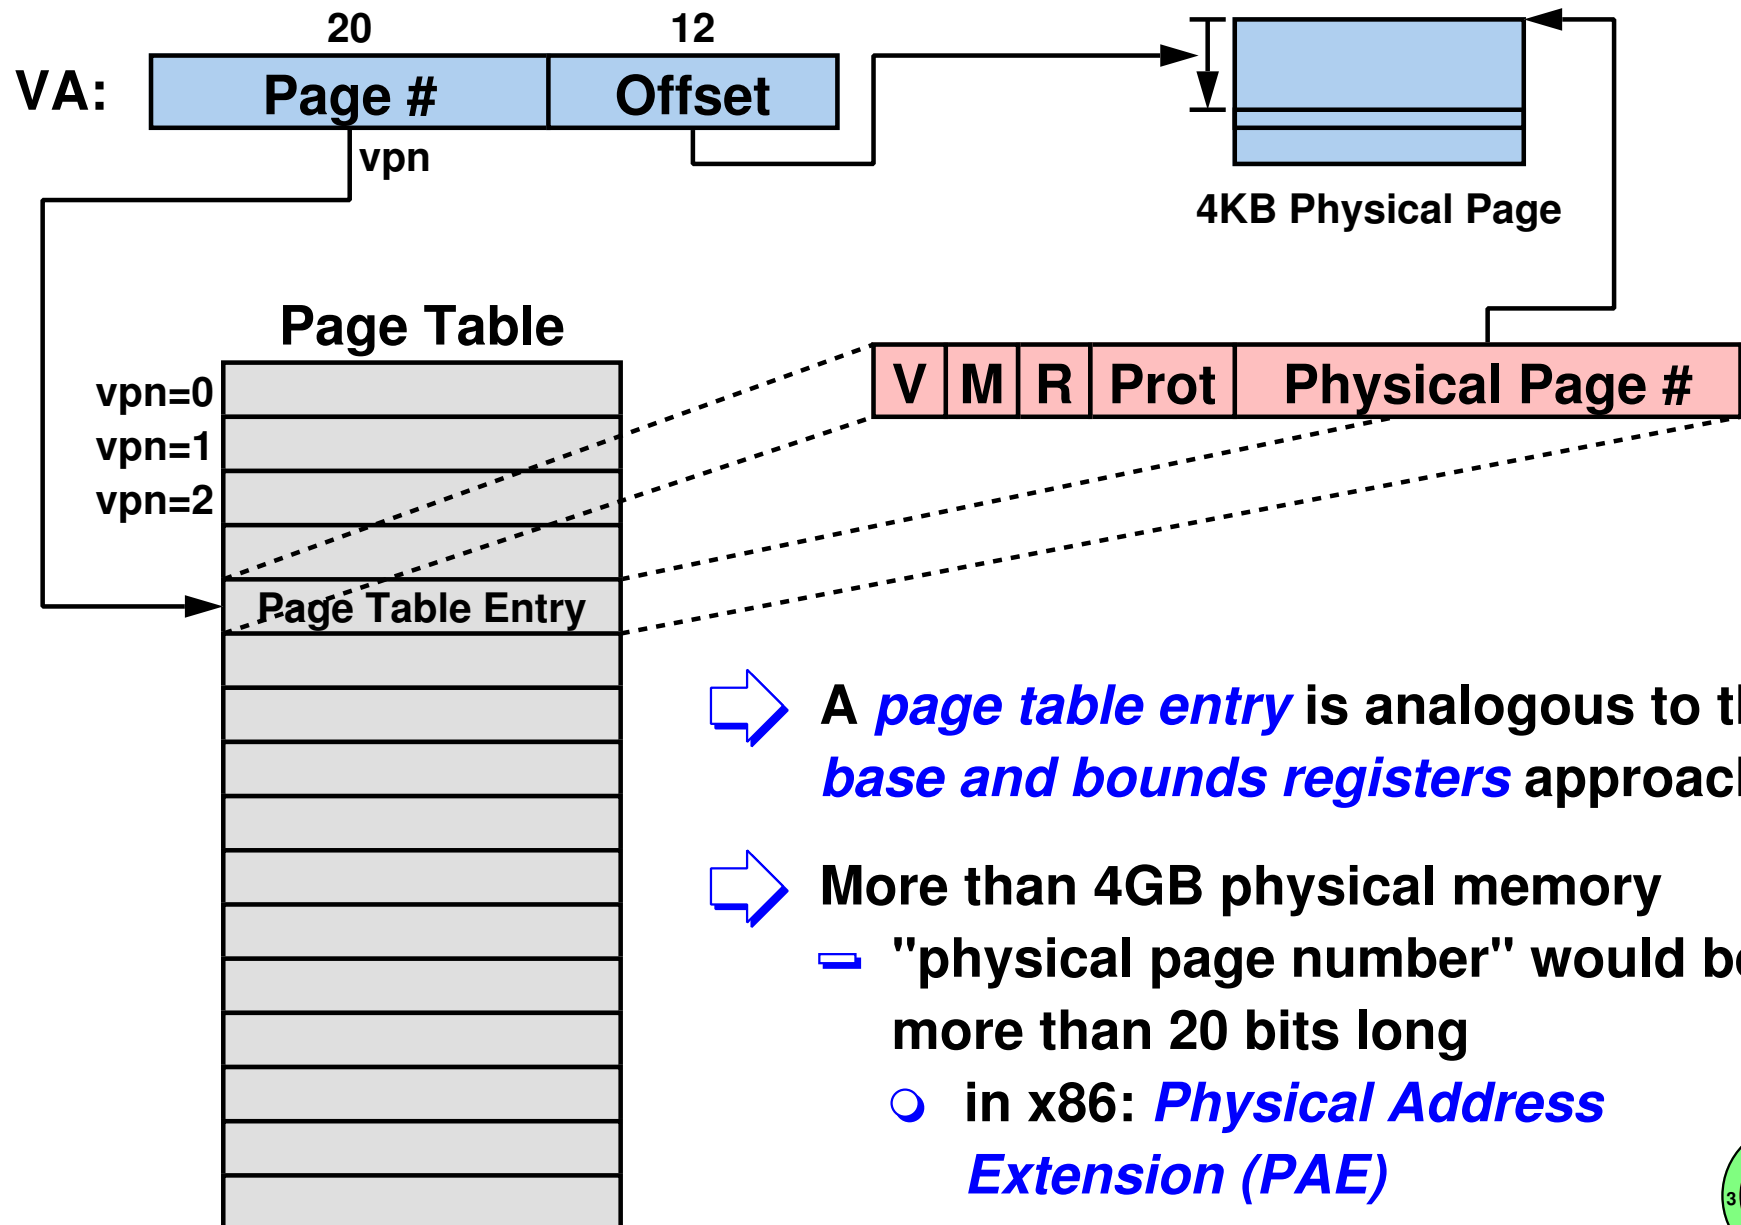 20 12
VA: Page # Offset
vpn
4KB Physical Page
Page Table
vpn=0
V M R Prot Physical Page #
vpn=1
vpn=2
Page Table Entry
A page table entry is analogous to
base and bounds registers
More than 4GB physical memory
"physical page number" would
more than 20 bits long
in x86: Physical Address
Extension (PAE)
3